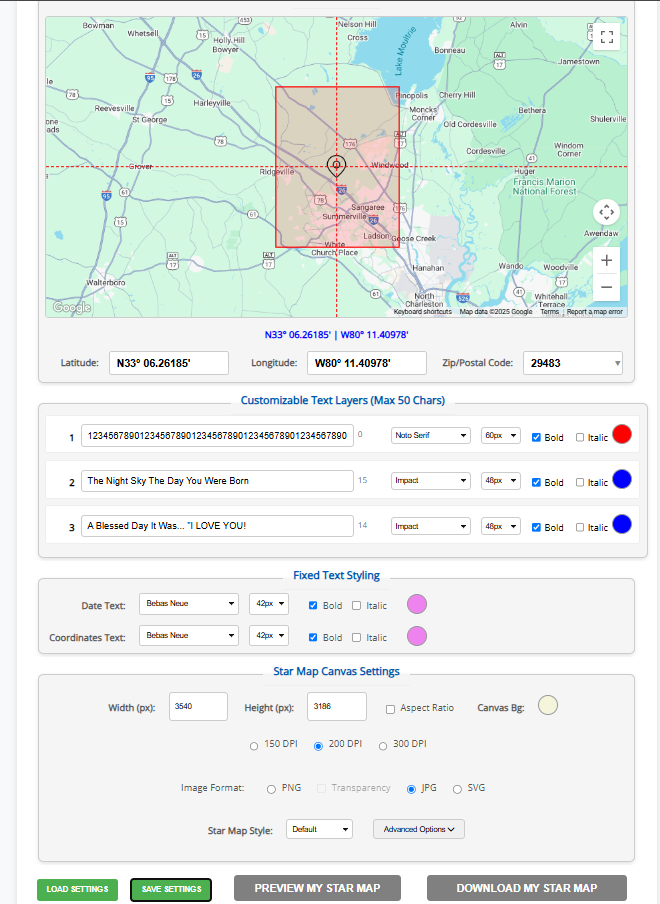 Bowman
Whetsell
Holly Hill
Bowyer
Nelson Hill
Cross
Lake Moultrie
Alvin
Bonneau
Jamestown
Reevesville
St George
Harleyville
Pinopolis
Cherry Hill
Moncks
Corner
Old Cordesville
Bethera
Shulerville
Cordesville
Windom
Corner
Grover
Ridgeville
Wledwood
Huger
Francis Marion
National Forest
Sangaree
Summerville
Ladson
Goose Creek
White
Church Place
Awendaw
Walterboro
Hanahan
Wando
Woodville
North
Charleston
Whitehall
Terrace
Google
Keyboard shortcuts Map data ©2025 Google Terms Report a map error
N33° 06.26185' | W80° 11.40978'
Latitude: N33° 06.26185' Longitude: W80° 11.40978' Zip/Postal Code: 29483
Customizable Text Layers (Max 50 Chars)
1 12345678901234567890123456789012345678901234567890 0 Noto Serif 60px Bold Italic
2 The Night Sky The Day You Were Born 15 Impact 48px Bold Italic
3 A Blessed Day It Was... "I LOVE YOU! 14 Impact 48px Bold Italic
Fixed Text Styling
Date Text: Bebas Neue 42px Bold Italic
Coordinates Text: Bebas Neue 42px Bold Italic
Star Map Canvas Settings
Width (px): 3540 Height (px): 3186 Aspect Ratio Canvas Bg:
150 DPI 200 DPI 300 DPI
Image Format: PNG Transparency JPG SVG
Star Map Style: Default Advanced Options
LOAD SETTINGS SAVE SETTINGS PREVIEW MY STAR MAP DOWNLOAD MY STAR MAP